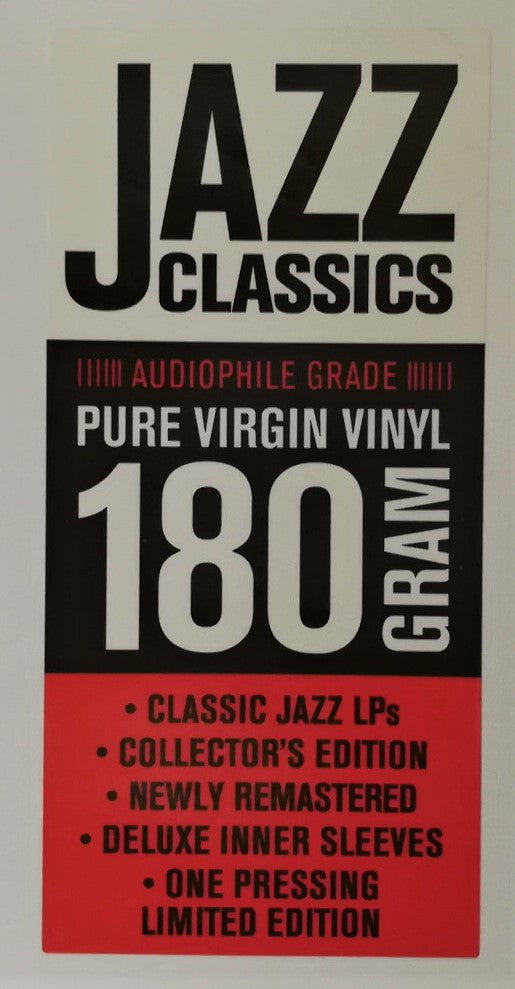 JAZZ
CLASSICS
AUDIOPHILE GRADE
PURE VIRGIN VINYL
180 GRAM
• CLASSIC JAZZ LPs
• COLLECTOR'S EDITION
• NEWLY REMASTERED
• DELUXE INNER SLEEVES
• ONE PRESSING
LIMITED EDITION